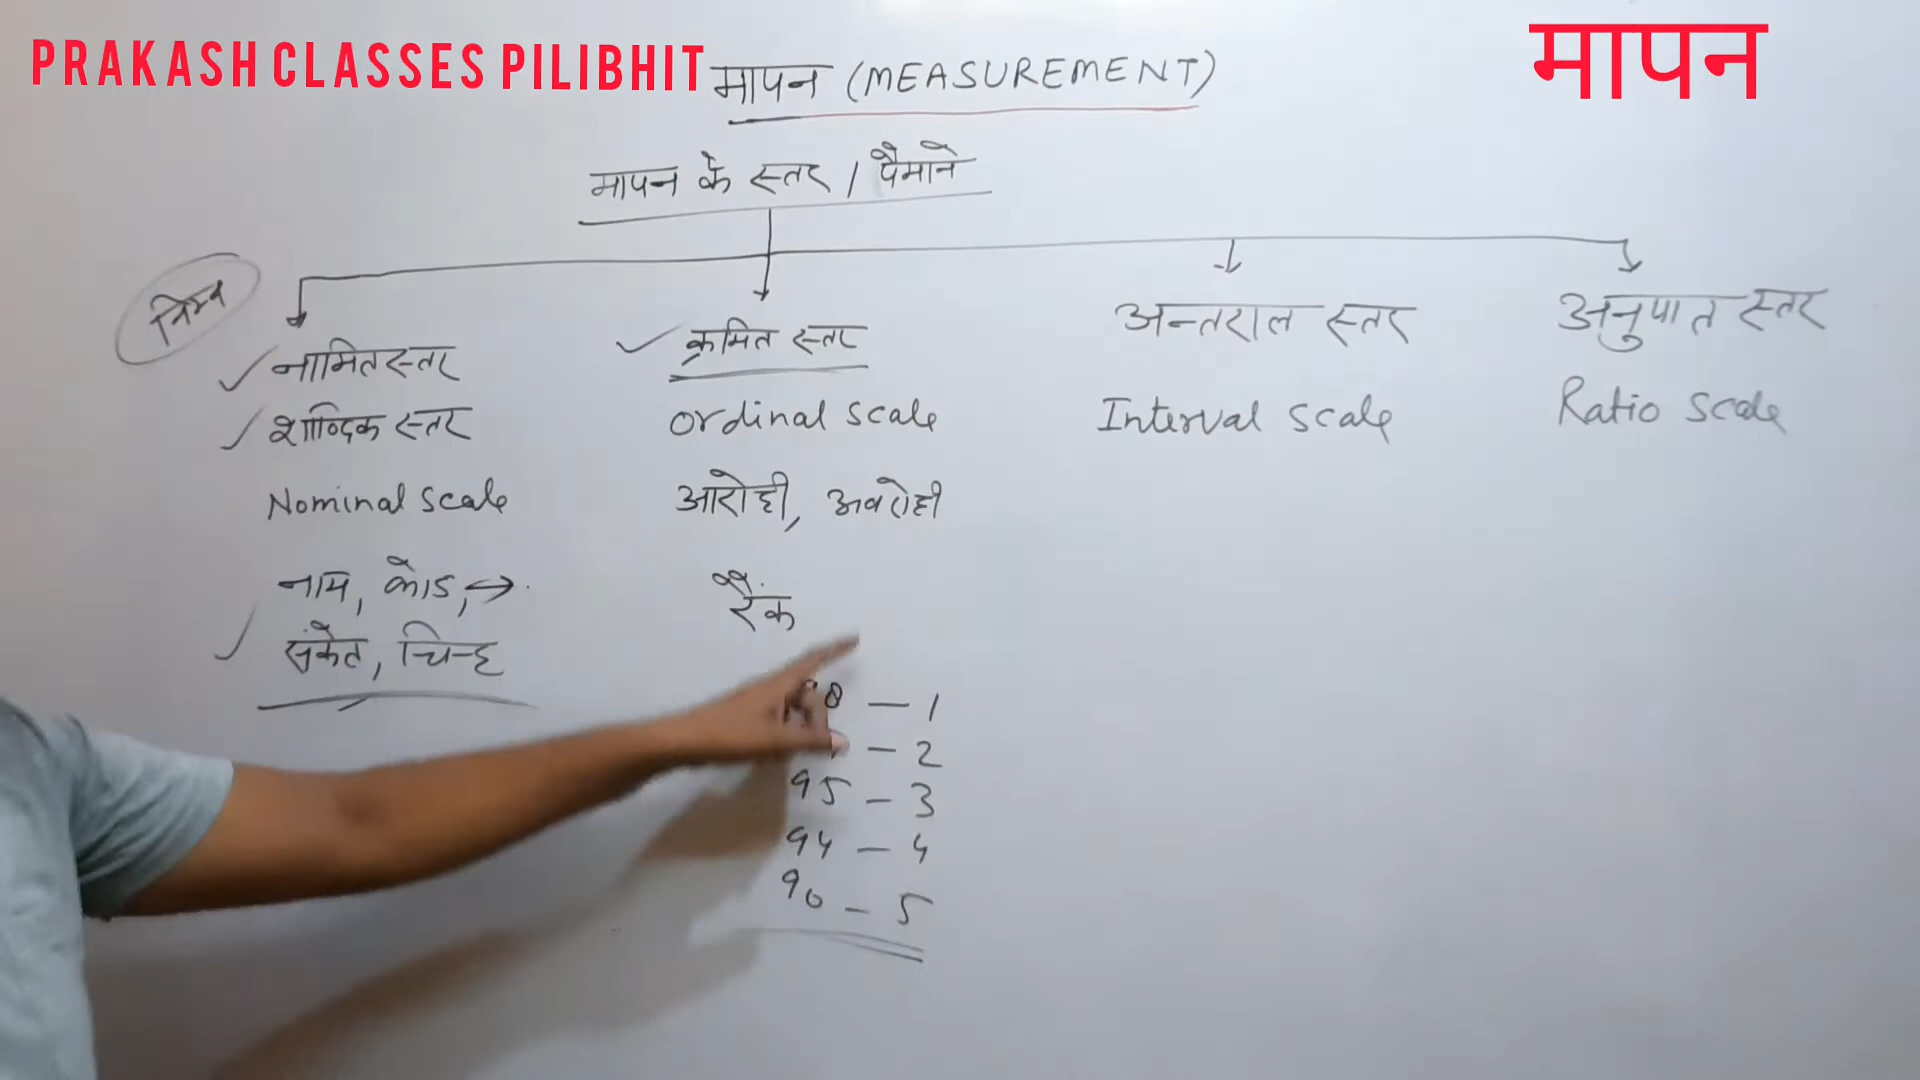 PRAKASH CLASSES PILIBHIT
मापन
मापन (MEASUREMENT)
मापन के स्तर / पैमाने
निम्न
नामित स्तर
शाब्दिक स्तर
Nominal Scale
नाम, कोड, →
संकेत, चिन्ह
क्रमित स्तर
Ordinal Scale
आरोही, अवरोही
रैंक
– 1
– 2
95 – 3
94 – 4
90 – 5
अन्तराल स्तर
Interval Scale
अनुपात स्तर
Ratio Scale